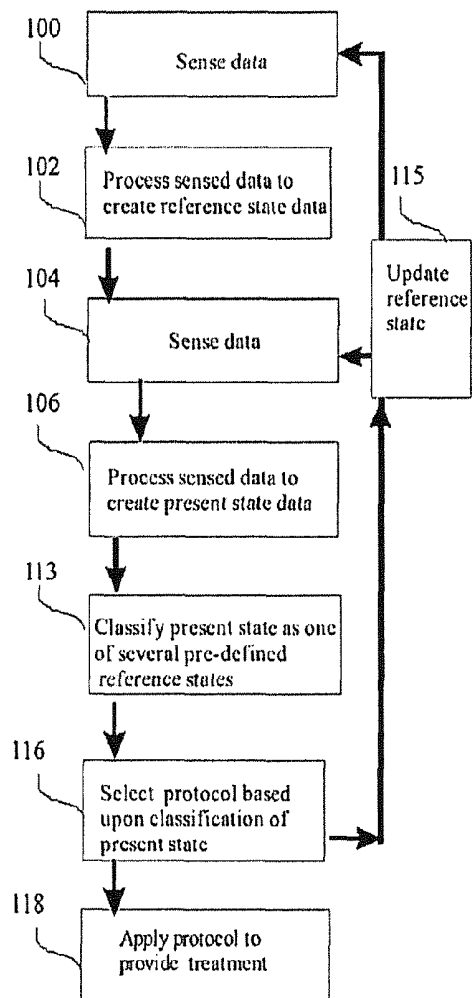 100
Sense data
102
Process sensed data to
create reference state data
115
Update
reference
state
104
Sense data
106
Process sensed data to
create present state data
113
Classify present state as one
of several pre-defined
reference states
116
Select protocol based
upon classification of
present state
118
Apply protocol to
provide treatment